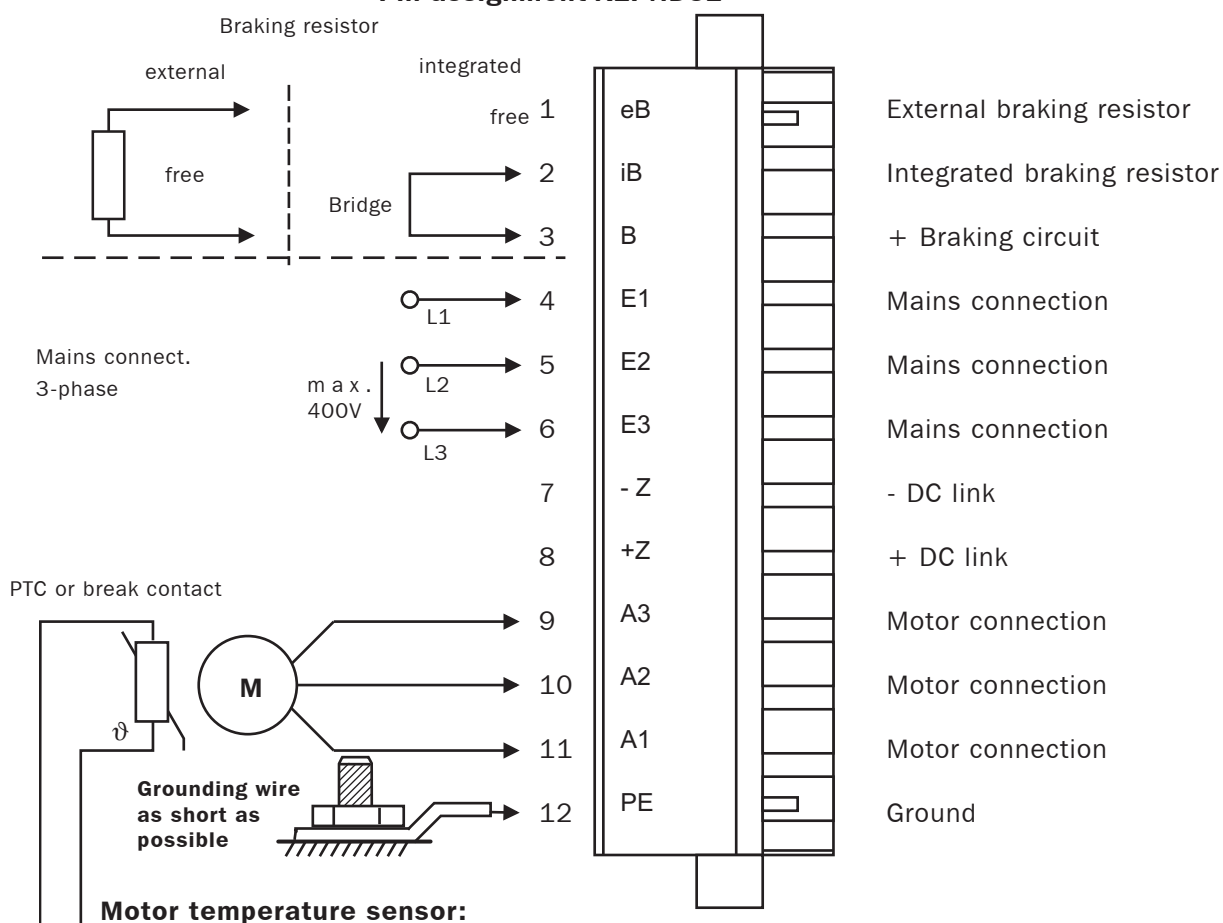 Braking resistor
external
integrated
free 1 eB External braking resistor
free
2 iB Integrated braking resistor
Bridge
3 B + Braking circuit
4 E1 Mains connection
L1
Mains connect.
3-phase
5 E2 Mains connection
L2
max.
400V
6 E3 Mains connection
L3
7 - Z - DC link
8 +Z + DC link
PTC or break contact
9 A3 Motor connection
M 10 A2 Motor connection
ϑ
11 A1 Motor connection
Grounding wire
as short as
possible
12 PE Ground
Motor temperature sensor: